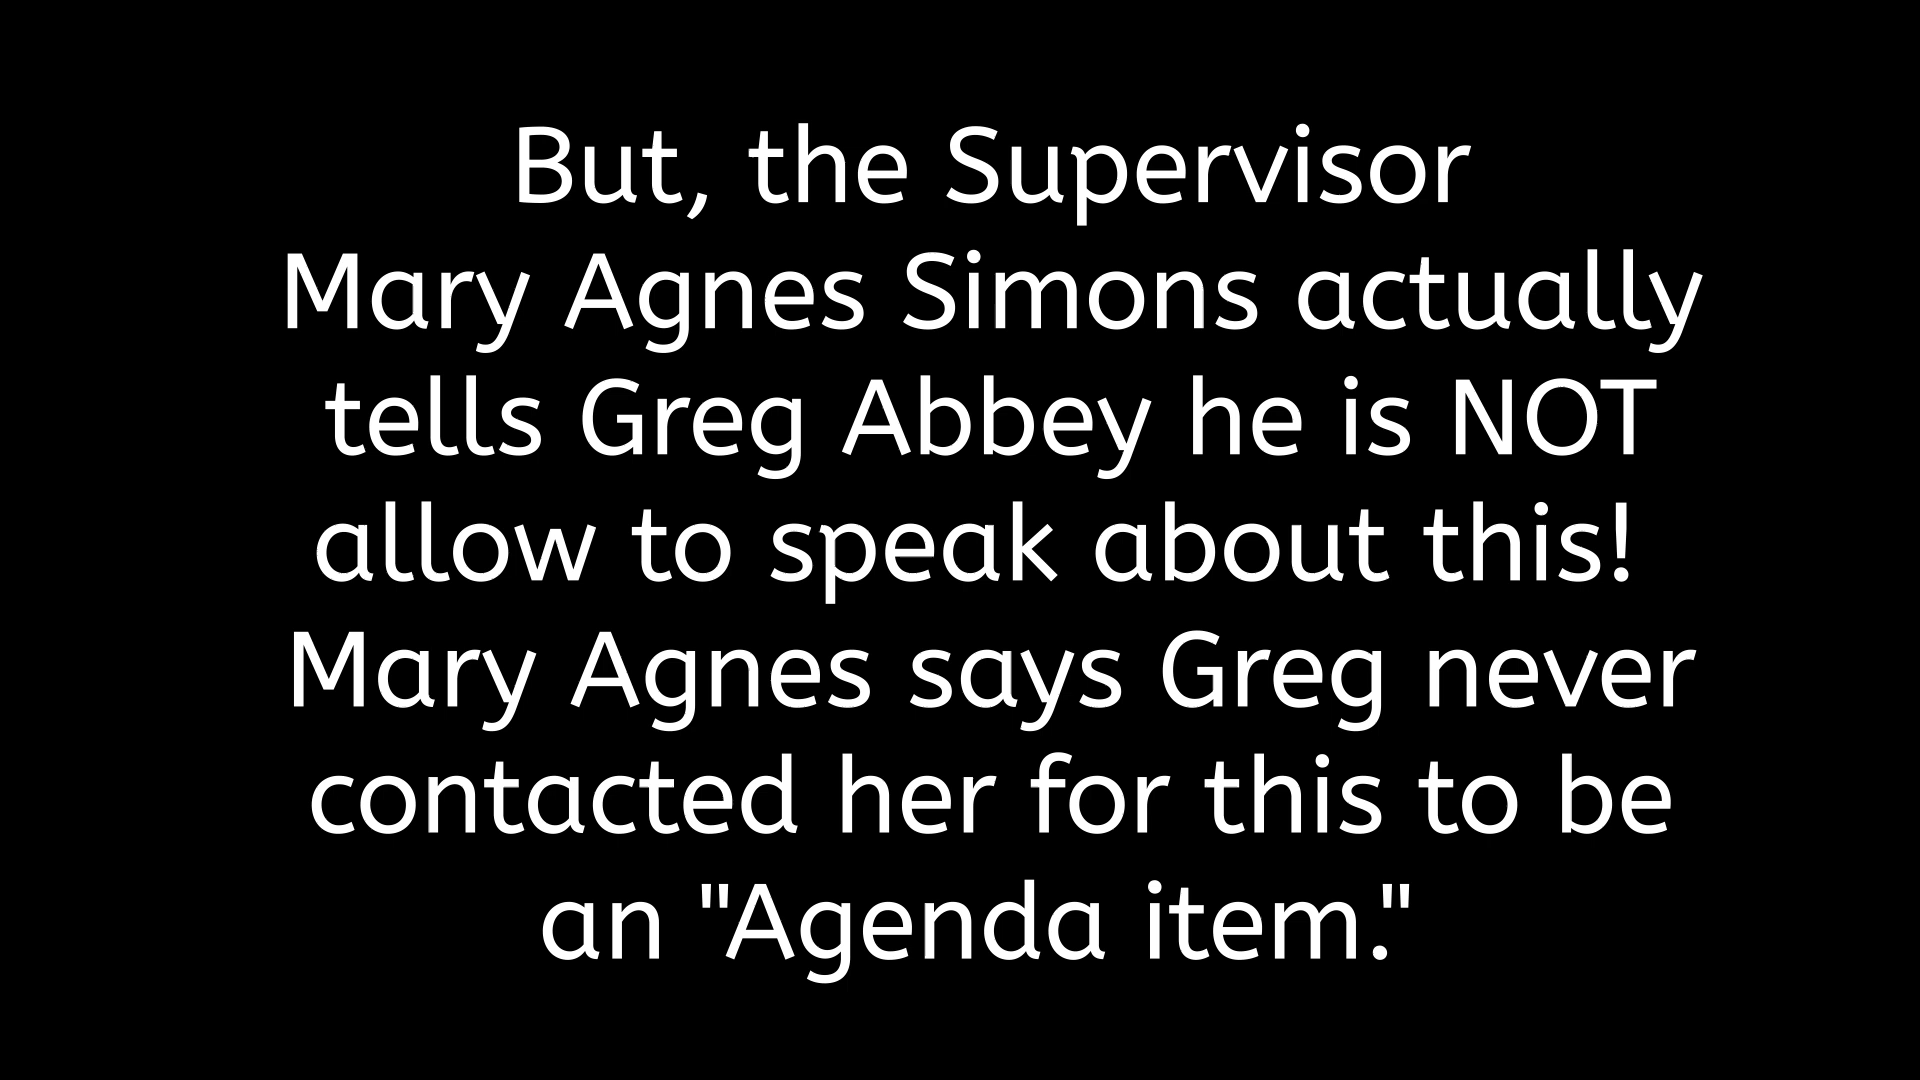 But, the Supervisor
Mary Agnes Simons actually
tells Greg Abbey he is NOT
allow to speak about this!
Mary Agnes says Greg never
contacted her for this to be
an "Agenda item."